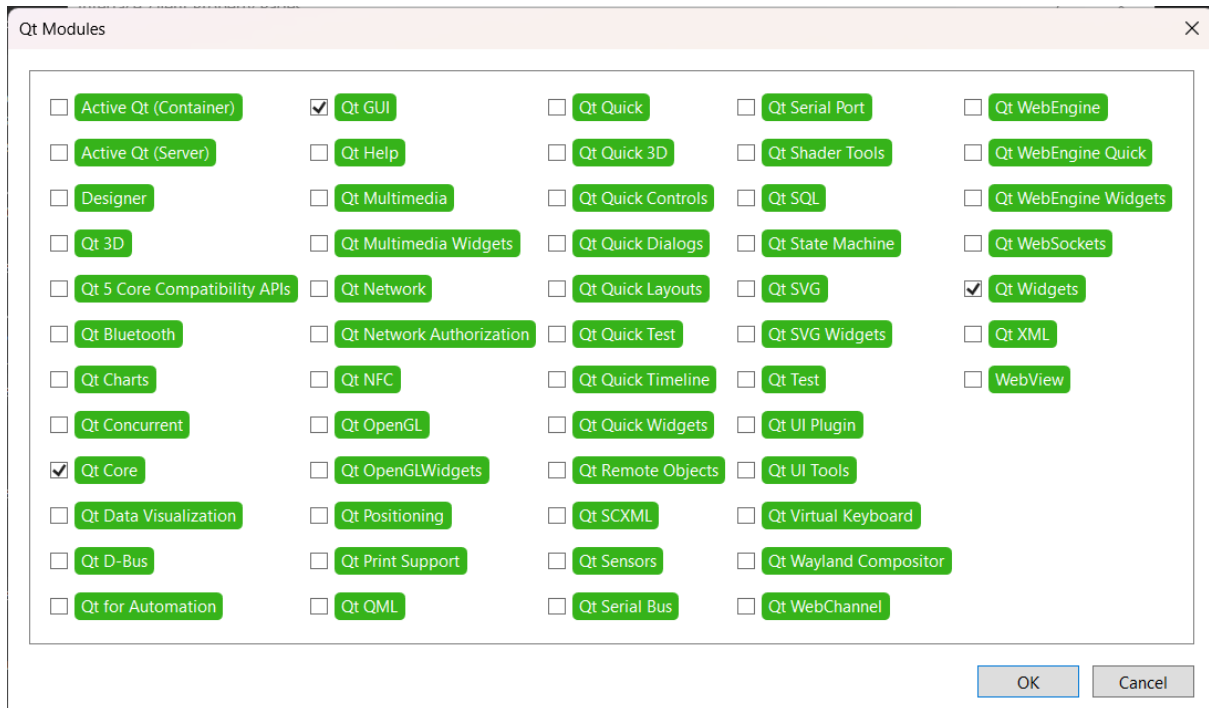 Qt Modules
Active Qt (Container)
Active Qt (Server)
Designer
Qt 3D
Qt 5 Core Compatibility APIs
Qt Bluetooth
Qt Charts
Qt Concurrent
Qt Core
Qt Data Visualization
Qt D-Bus
Qt for Automation
Qt GUI
Qt Help
Qt Multimedia
Qt Multimedia Widgets
Qt Network
Qt Network Authorization
Qt NFC
Qt OpenGL
Qt OpenGLWidgets
Qt Positioning
Qt Print Support
Qt QML
Qt Quick
Qt Quick 3D
Qt Quick Controls
Qt Quick Dialogs
Qt Quick Layouts
Qt Quick Test
Qt Quick Timeline
Qt Quick Widgets
Qt Remote Objects
Qt SCXML
Qt Sensors
Qt Serial Bus
Qt Serial Port
Qt Shader Tools
Qt SQL
Qt State Machine
Qt SVG
Qt SVG Widgets
Qt Test
Qt UI Plugin
Qt UI Tools
Qt Virtual Keyboard
Qt Wayland Compositor
Qt WebChannel
Qt WebEngine
Qt WebEngine Quick
Qt WebEngine Widgets
Qt WebSockets
Qt Widgets
Qt XML
WebView
OK
Cancel